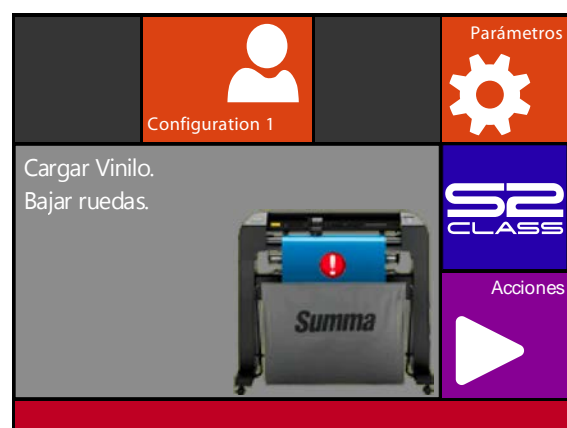 Parámetros
Configuration 1
Cargar Vinilo.
Bajar ruedas.
S2
CLASS
Summa
Acciones